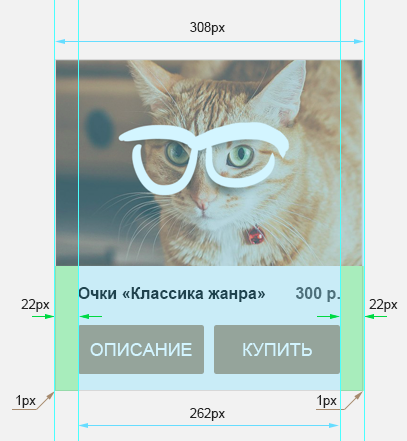 308px
Очки «Классика жанра» 300 р.
22px 22px
ОПИСАНИЕ КУПИТЬ
1px 1px
262px